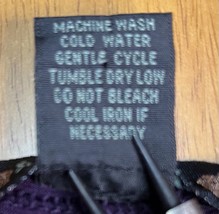 MACHINE WASH
COLD WATER
GENTLE CYCLE
TUMBLE DRY LOW
DO NOT BLEACH
COOL IRON IF
NECESSARY